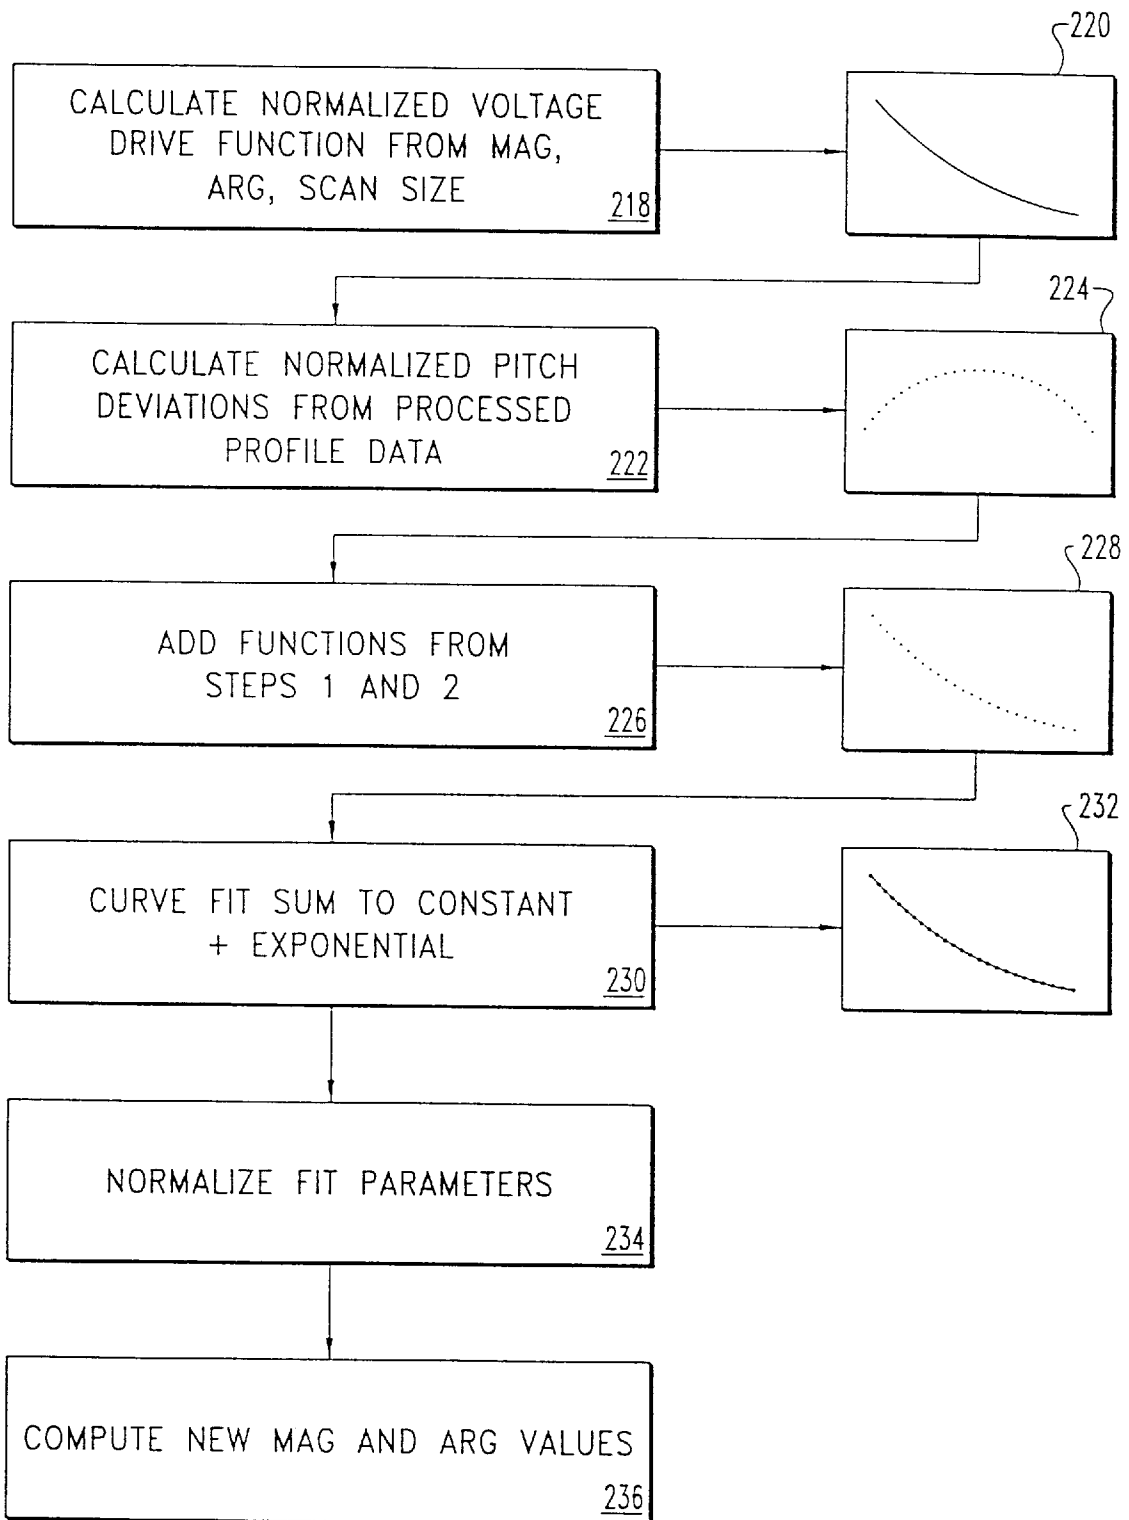 220
CALCULATE NORMALIZED VOLTAGE
DRIVE FUNCTION FROM MAG,
ARG, SCAN SIZE
218
224
CALCULATE NORMALIZED PITCH
DEVIATIONS FROM PROCESSED
PROFILE DATA
222
228
ADD FUNCTIONS FROM
STEPS 1 AND 2
226
232
CURVE FIT SUM TO CONSTANT
+ EXPONENTIAL
230
NORMALIZE FIT PARAMETERS
234
COMPUTE NEW MAG AND ARG VALUES
236